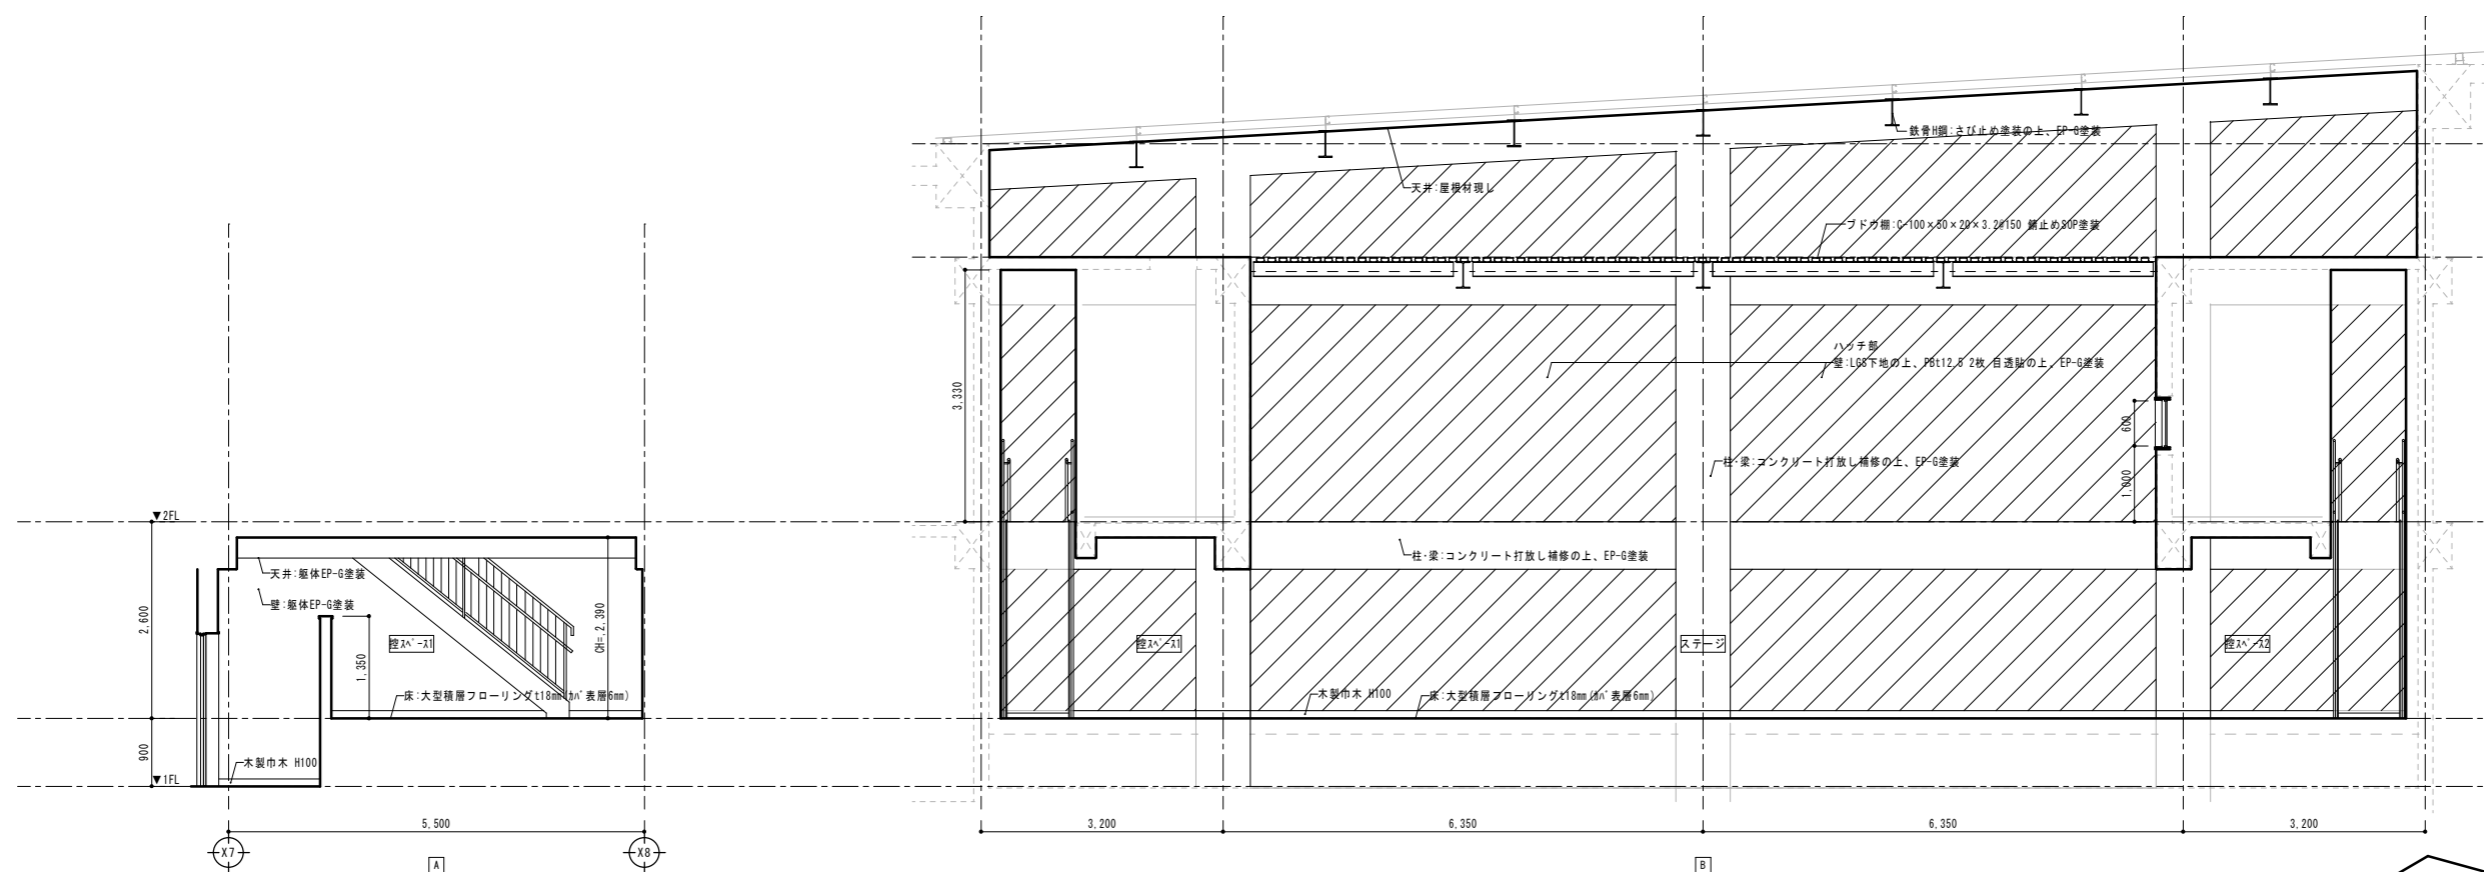 鉄骨H鋼:さび止め塗装の上、EP-G塗装
天井:屋根材現し
ブドウ棚:C-100×50×20×3.2@150 錆止めSOP塗装
3,330
ハッチ部
壁:LGS下地の上、PBt12.5 2枚 目透貼の上、EP-G塗装
600
柱・梁:コンクリート打放し補修の上、EP-G塗装
1,000
▼2FL
柱・梁:コンクリート打放し補修の上、EP-G塗装
天井:躯体EP-G塗装
壁:躯体EP-G塗装
2,600
CH=,2,390
控スペース1
1,350
控スペース1
ステージ
控スペース2
床:大型積層フローリングt18mm(カバ表層6mm)
木製巾木 H100
床:大型積層フローリングt18mm(カバ表層6mm)
900
木製巾木 H100
▼1FL
5,500
3,200
6,350
6,350
3,200
X7
X8
A
B